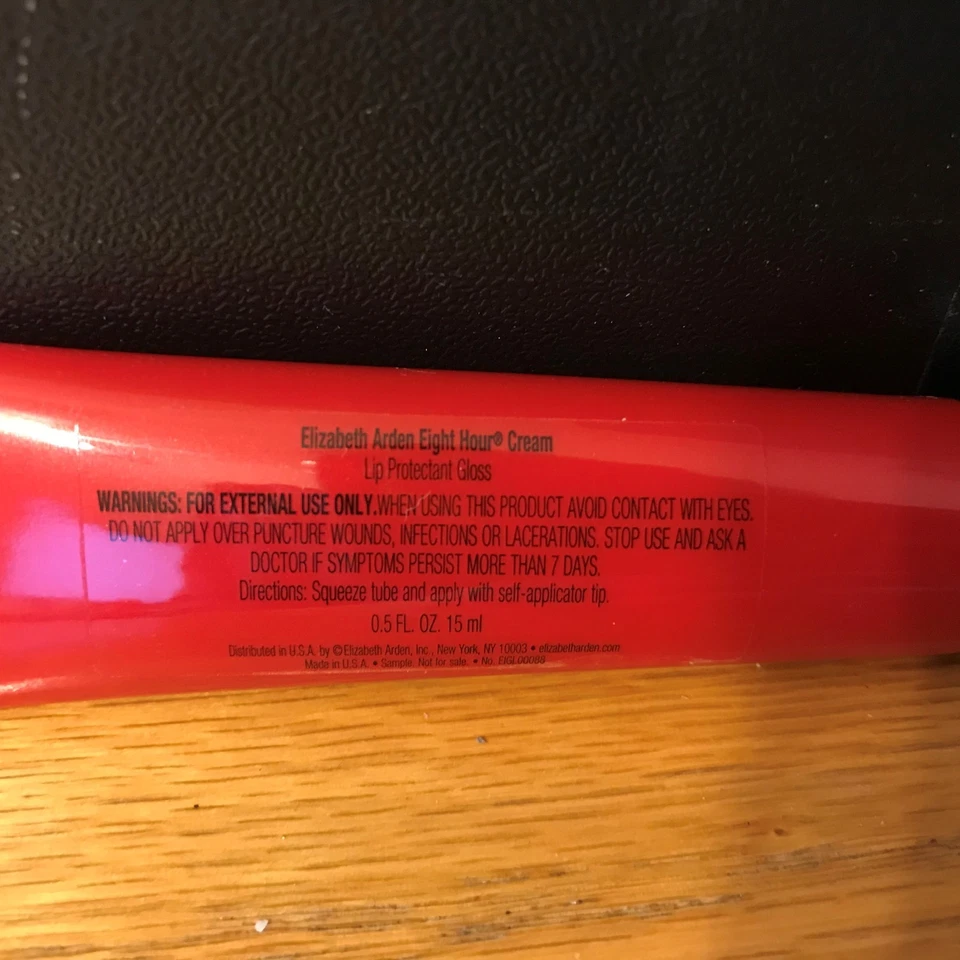 Elizabeth Arden Eight Hour® Cream
Lip Protectant Gloss
WARNINGS: FOR EXTERNAL USE ONLY.WHEN USING THIS PRODUCT AVOID CONTACT WITH EYES.
DO NOT APPLY OVER PUNCTURE WOUNDS, INFECTIONS OR LACERATIONS. STOP USE AND ASK A
DOCTOR IF SYMPTOMS PERSIST MORE THAN 7 DAYS.
Directions: Squeeze tube and apply with self-applicator tip.
0.5 FL. OZ. 15 ml
Distributed in U.S.A. by ©Elizabeth Arden, Inc., New York, NY 10003 • elizabetharden.com
Made in U.S.A. • Sample. Not for sale. • No. EIGL00086